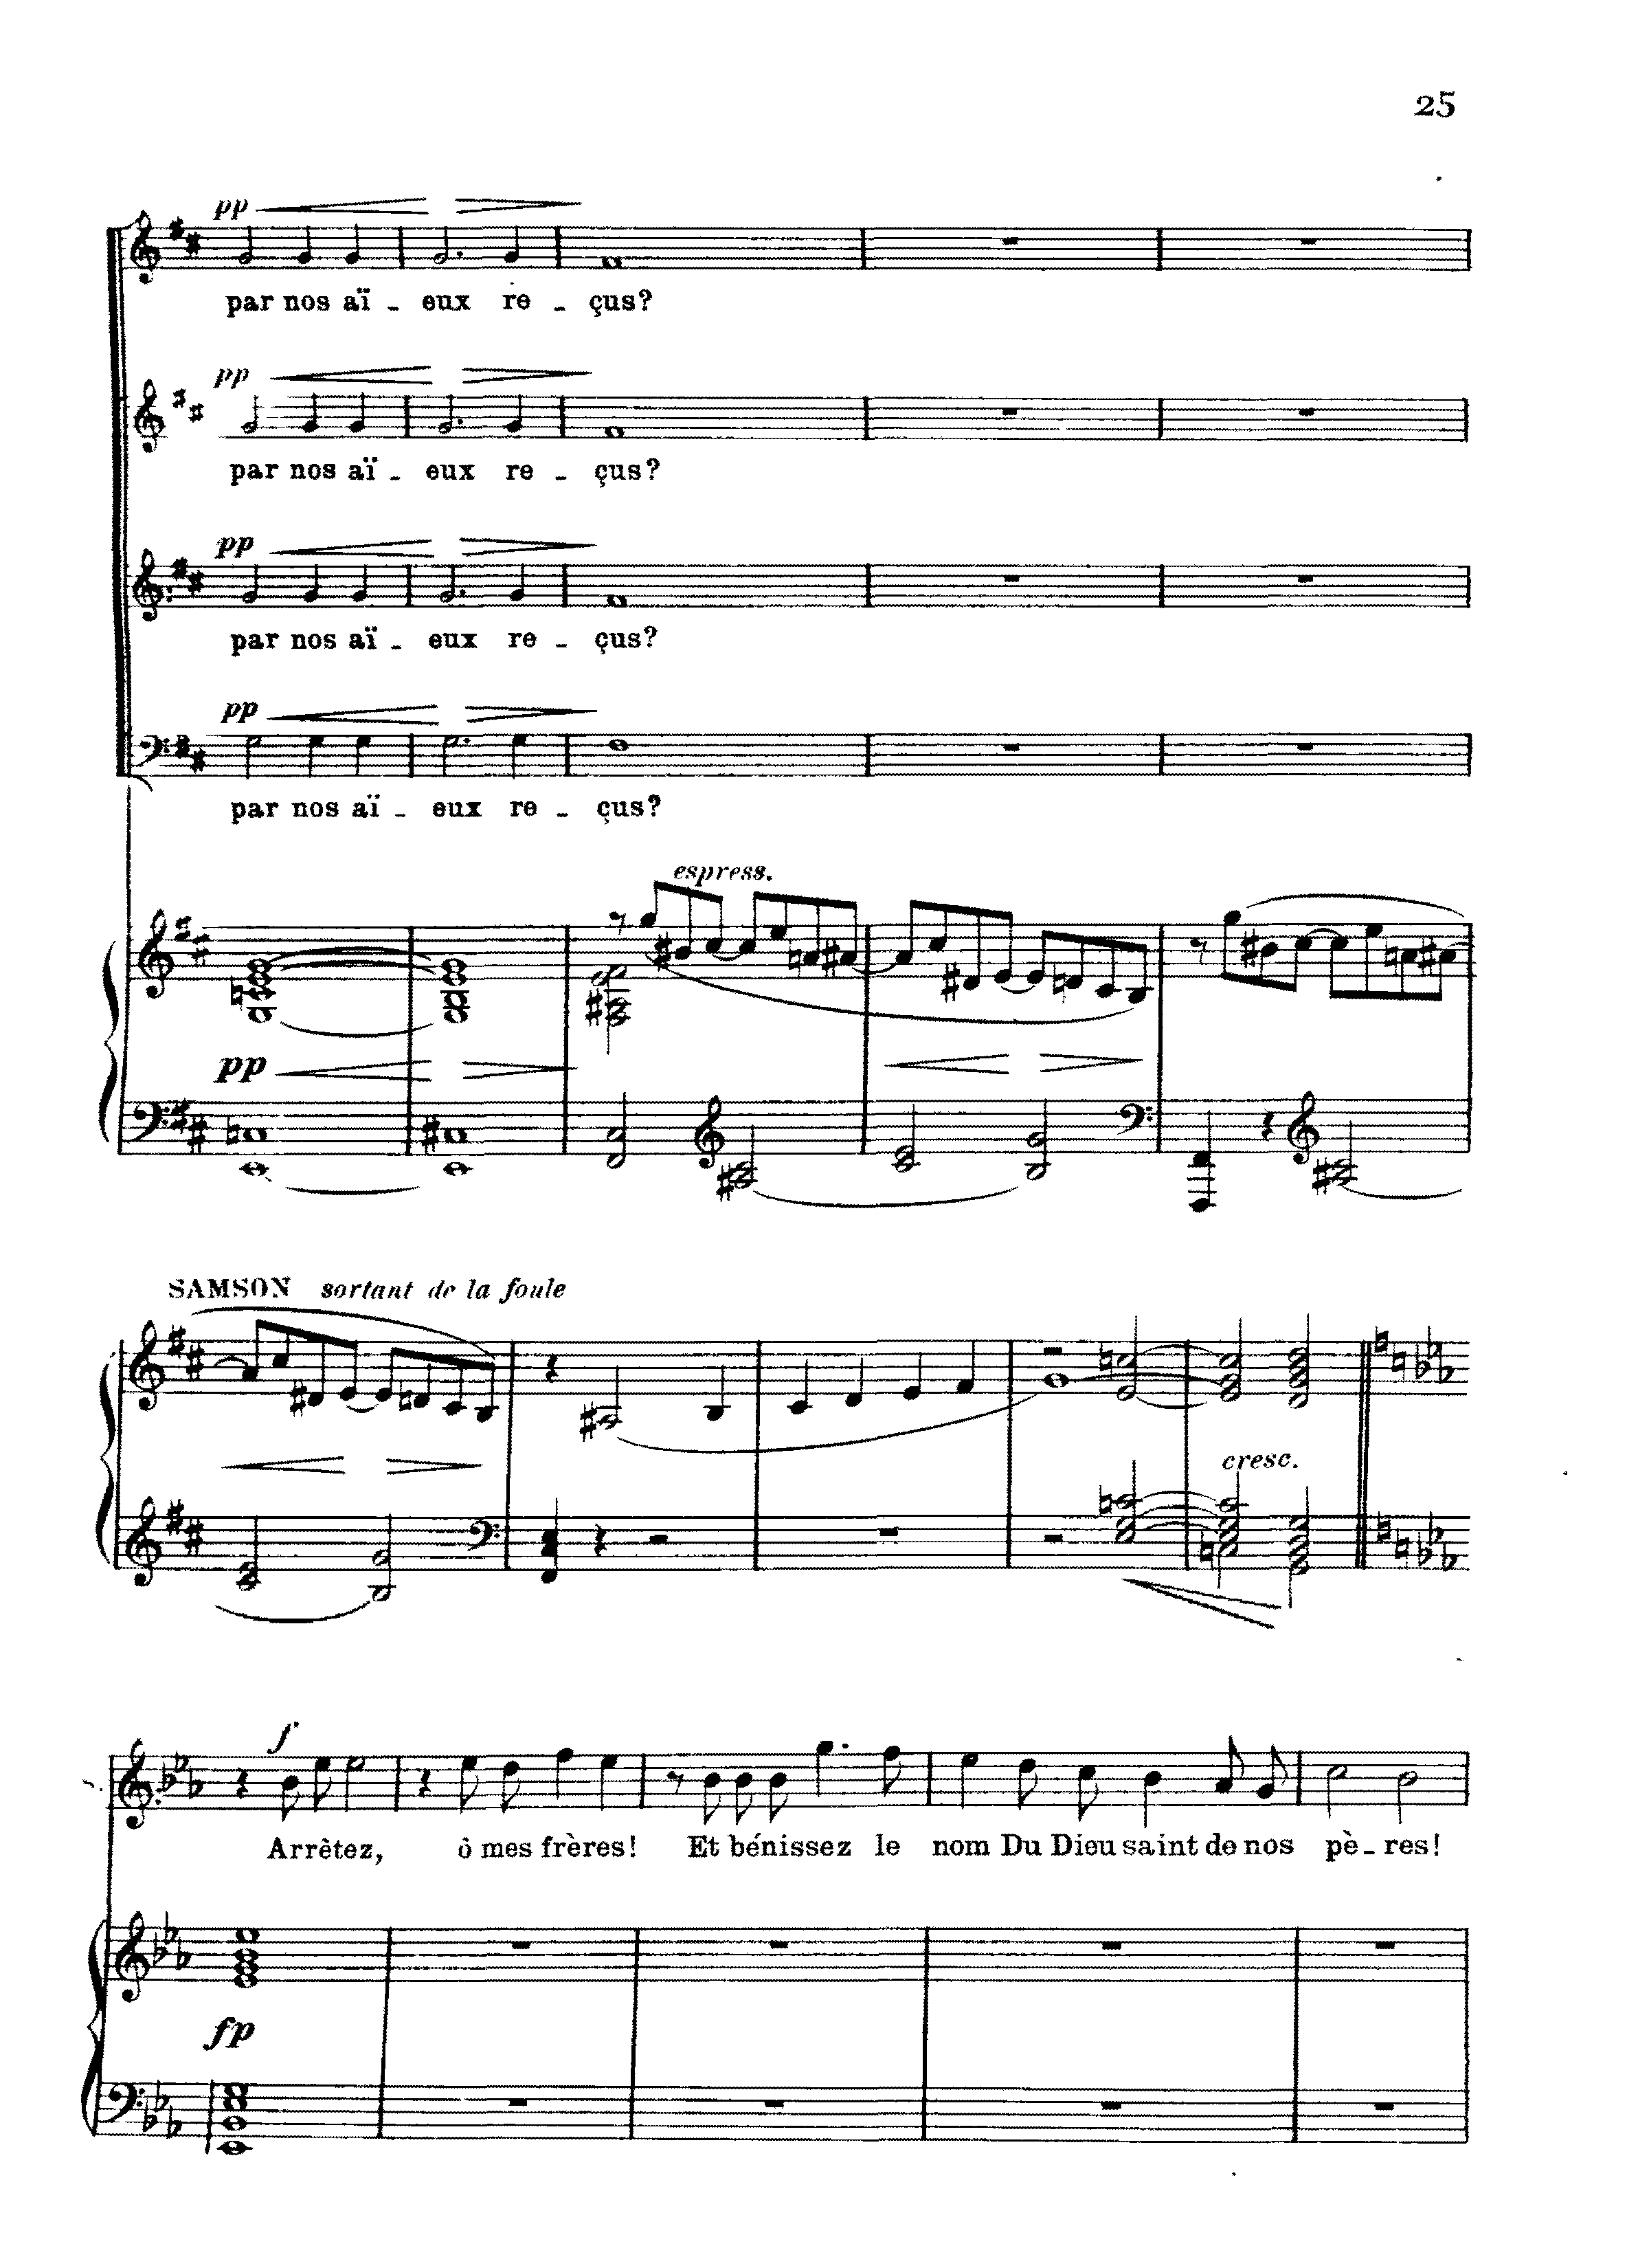 25
pp
par nos aï - eux re - çus?
pp
par nos aï - eux re - çus?
pp
par nos aï - eux re - çus?
pp
par nos aï - eux re - çus?
espress.
pp
SAMSON sortant de la foule
cresc.
f
Arrêtez, ô mes frères! Et bénissez le nom Du Dieu saint de nos pè - res!
fp